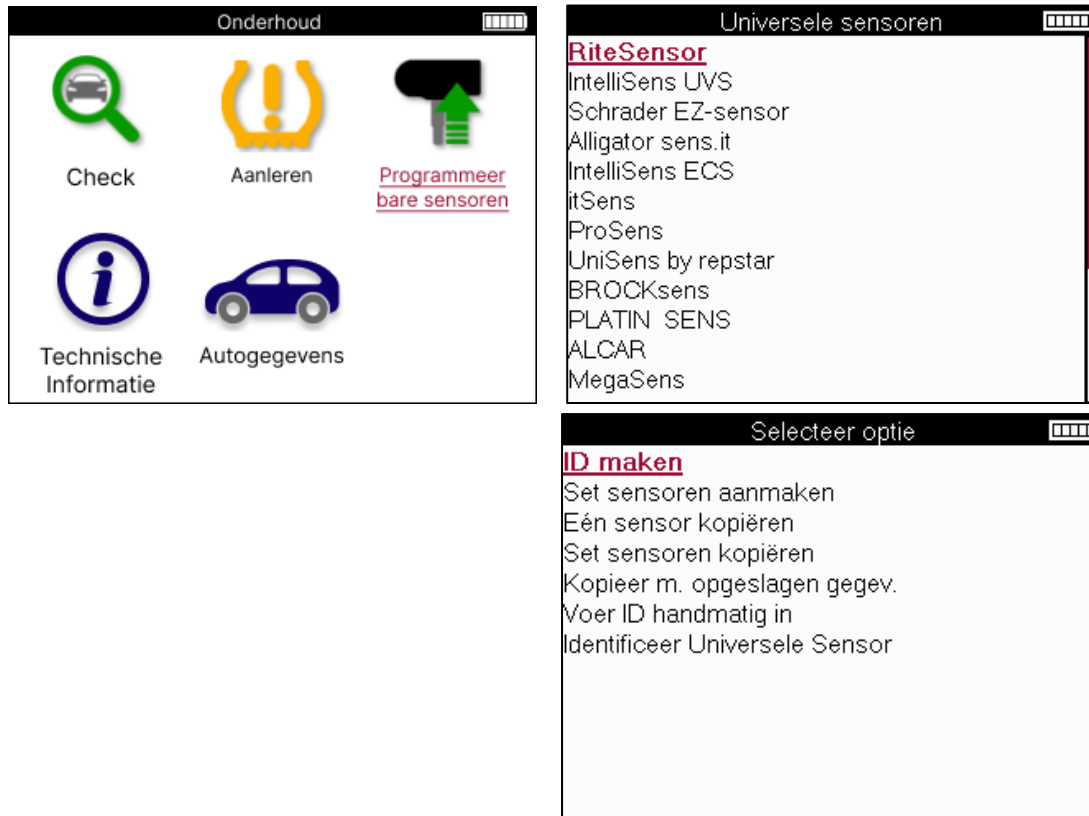 Onderhoud
Check
Aanleren
Programmeer
bare sensoren
Technische
Informatie
Autogegevens
Universele sensoren
RiteSensor
IntelliSens UVS
Schrader EZ-sensor
Alligator sens.it
IntelliSens ECS
itSens
ProSens
UniSens by repstar
BROCKsens
PLATIN SENS
ALCAR
MegaSens
Selecteer optie
ID maken
Set sensoren aanmaken
Eén sensor kopiëren
Set sensoren kopiëren
Kopieer m. opgeslagen gegev.
Voer ID handmatig in
Identificeer Universele Sensor